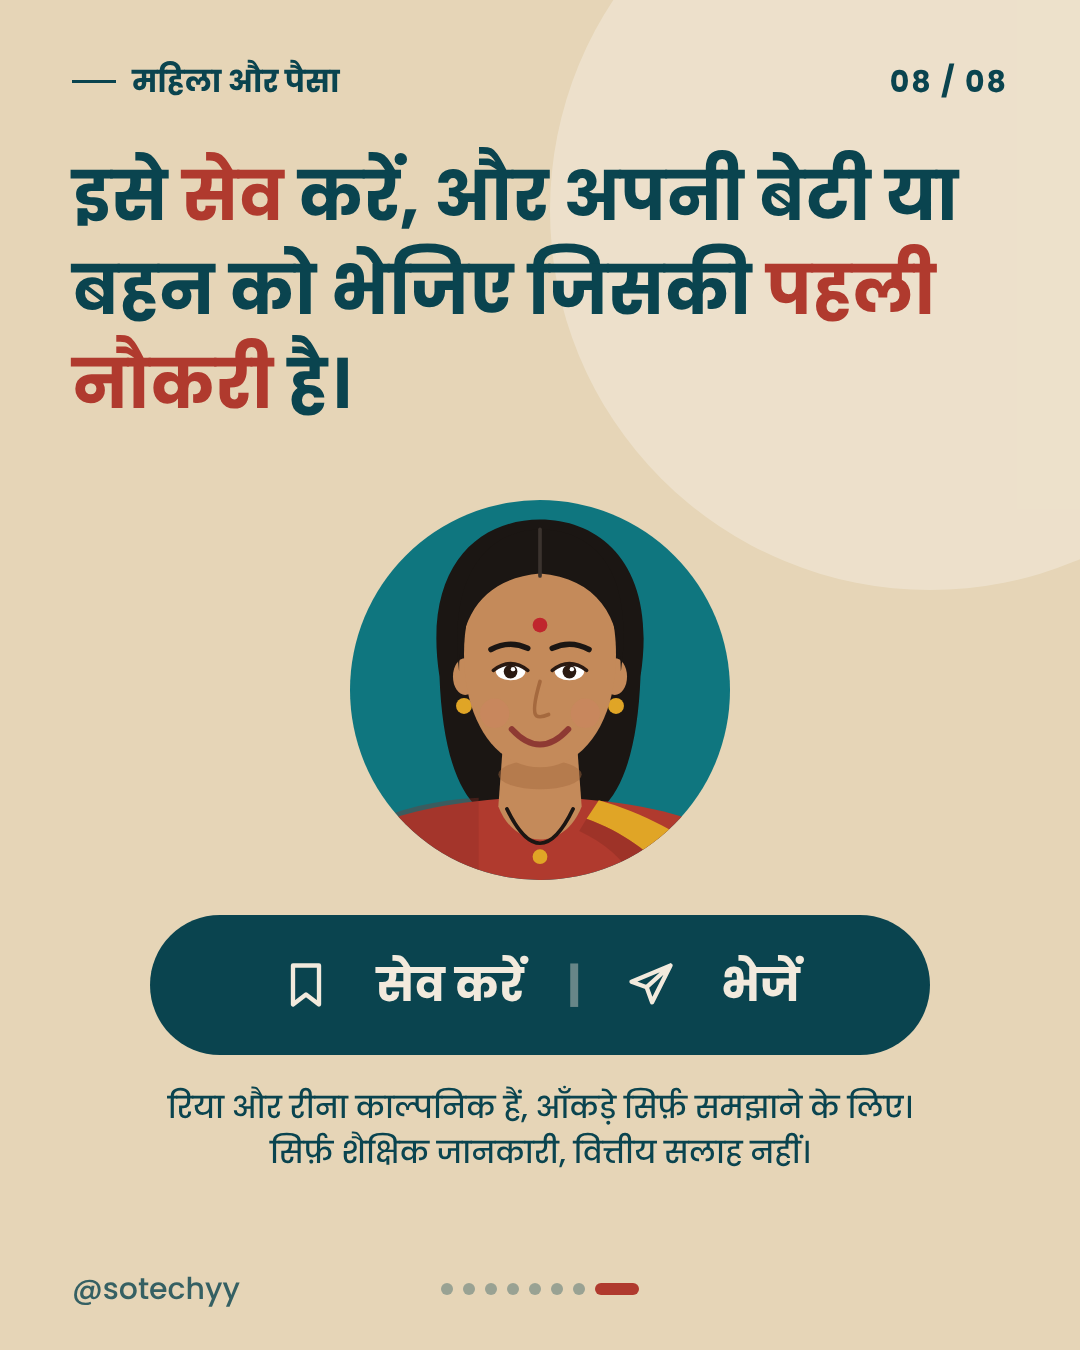 महिला और पैसा
08 / 08
इसे सेव करें, और अपनी बेटी या
बहन को भेजिए जिसकी पहली
नौकरी है।
सेव करें | भेजें
रिया और रीना काल्पनिक हैं, आँकड़े सिर्फ़ समझाने के लिए।
सिर्फ़ शैक्षिक जानकारी, वित्तीय सलाह नहीं।
@sotechyy